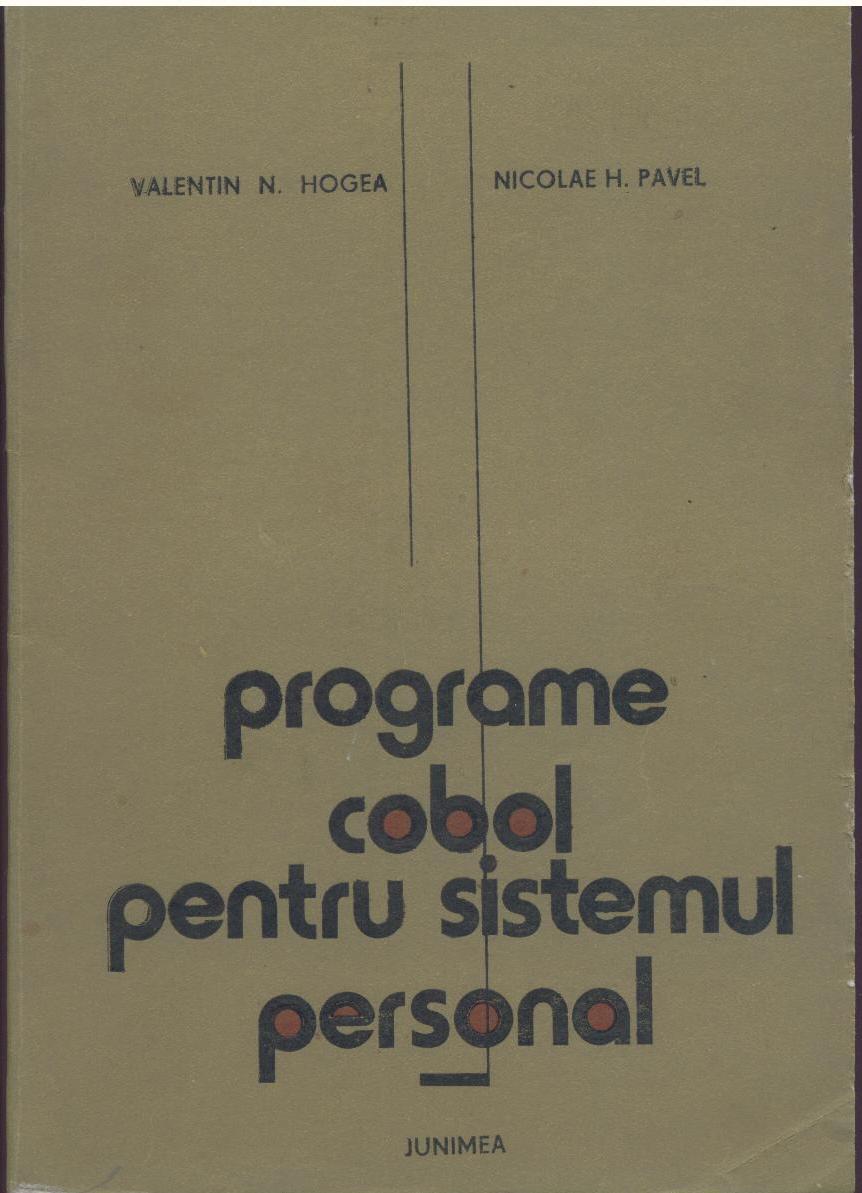 VALENTIN N. HOGEA
NICOLAE H. PAVEL
programe
cobol
pentru sistemul
personal
JUNIMEA